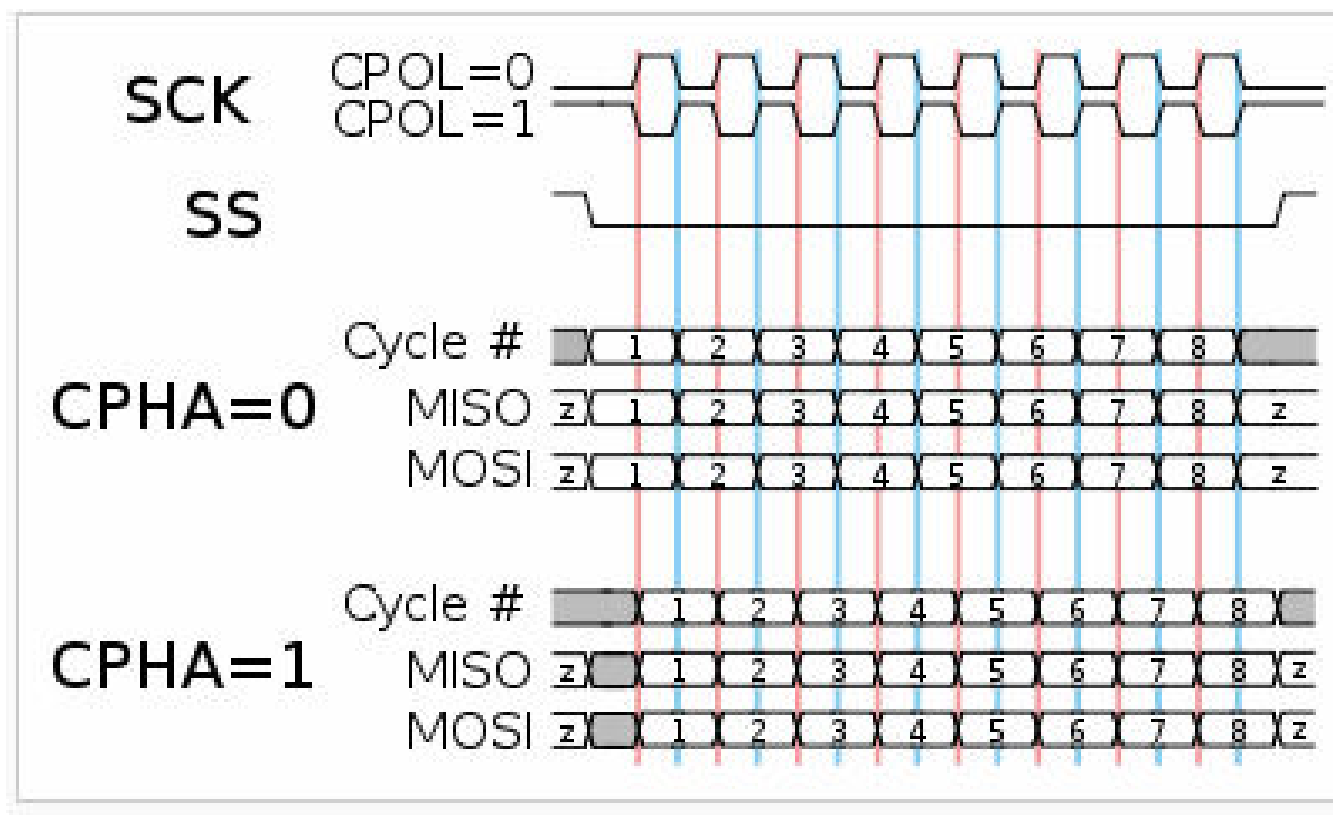 SCK CPOL=0
CPOL=1
SS
Cycle # 1 2 3 4 5 6 7 8
CPHA=0 MISO z 1 2 3 4 5 6 7 8 z
MOSI z 1 2 3 4 5 6 7 8 z
Cycle # 1 2 3 4 5 6 7 8
CPHA=1 MISO z 1 2 3 4 5 6 7 8 z
MOSI z 1 2 3 4 5 6 7 8 z